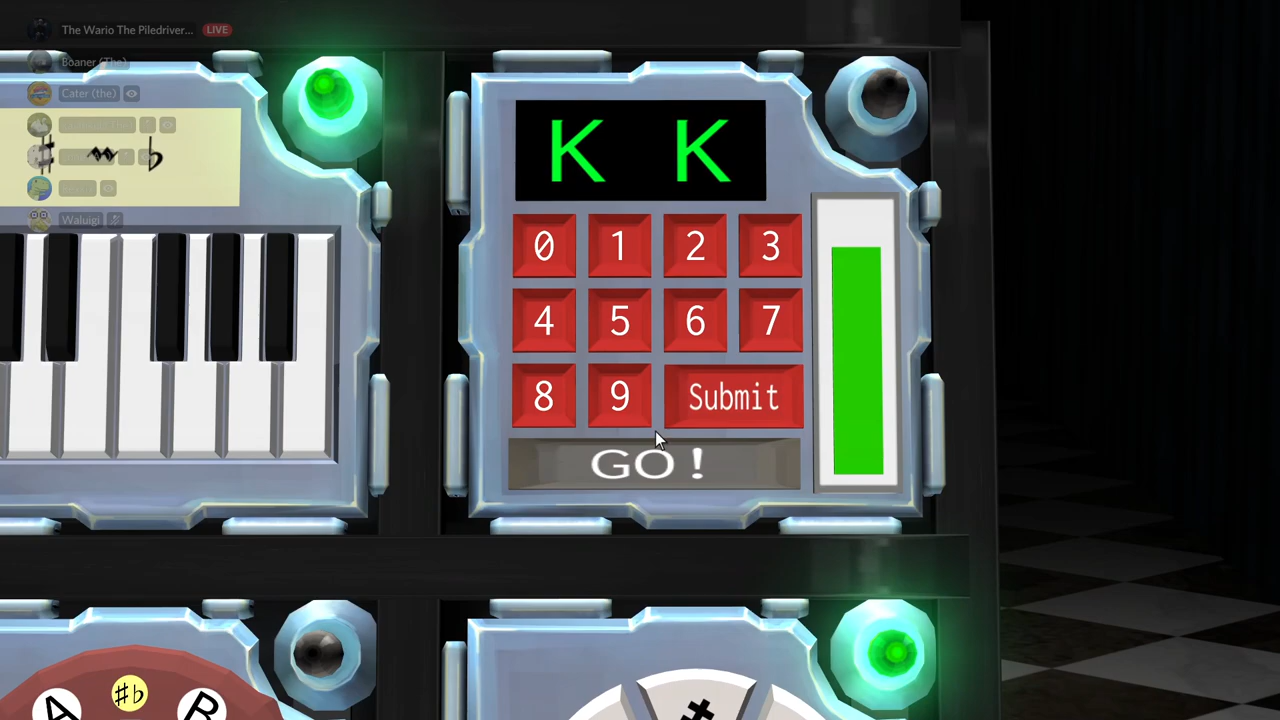 The Wario The Piledriver... LIVE
Boaner (The)
Cater (the)
Waluigi
K K
0 1 2 3
4 5 6 7
8 9 Submit
GO!
A R